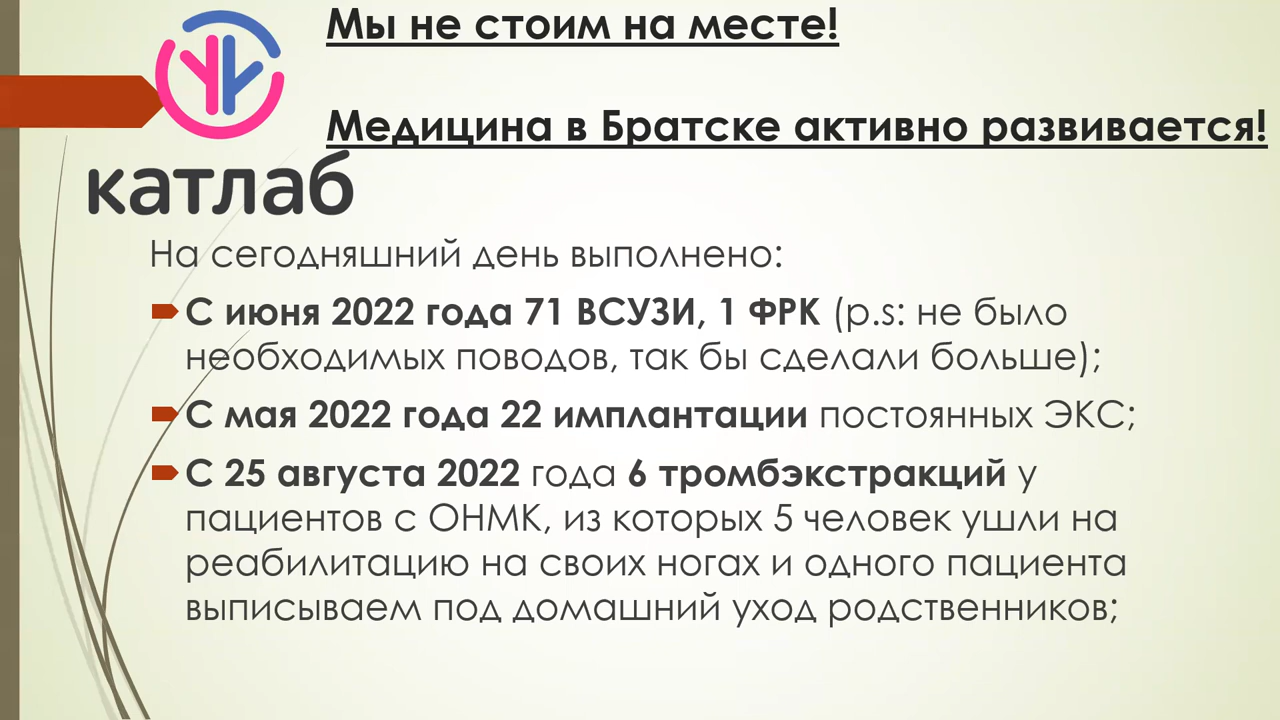 Мы не стоим на месте!
Медицина в Братске активно развивается!
катлаб
На сегодняшний день выполнено:
С июня 2022 года 71 ВСУЗИ, 1 ФРК (p.s: не было
необходимых поводов, так бы сделали больше);
С мая 2022 года 22 имплантации постоянных ЭКС;
С 25 августа 2022 года 6 тромбэкстракций у
пациентов с ОНМК, из которых 5 человек ушли на
реабилитацию на своих ногах и одного пациента
выписываем под домашний уход родственников;